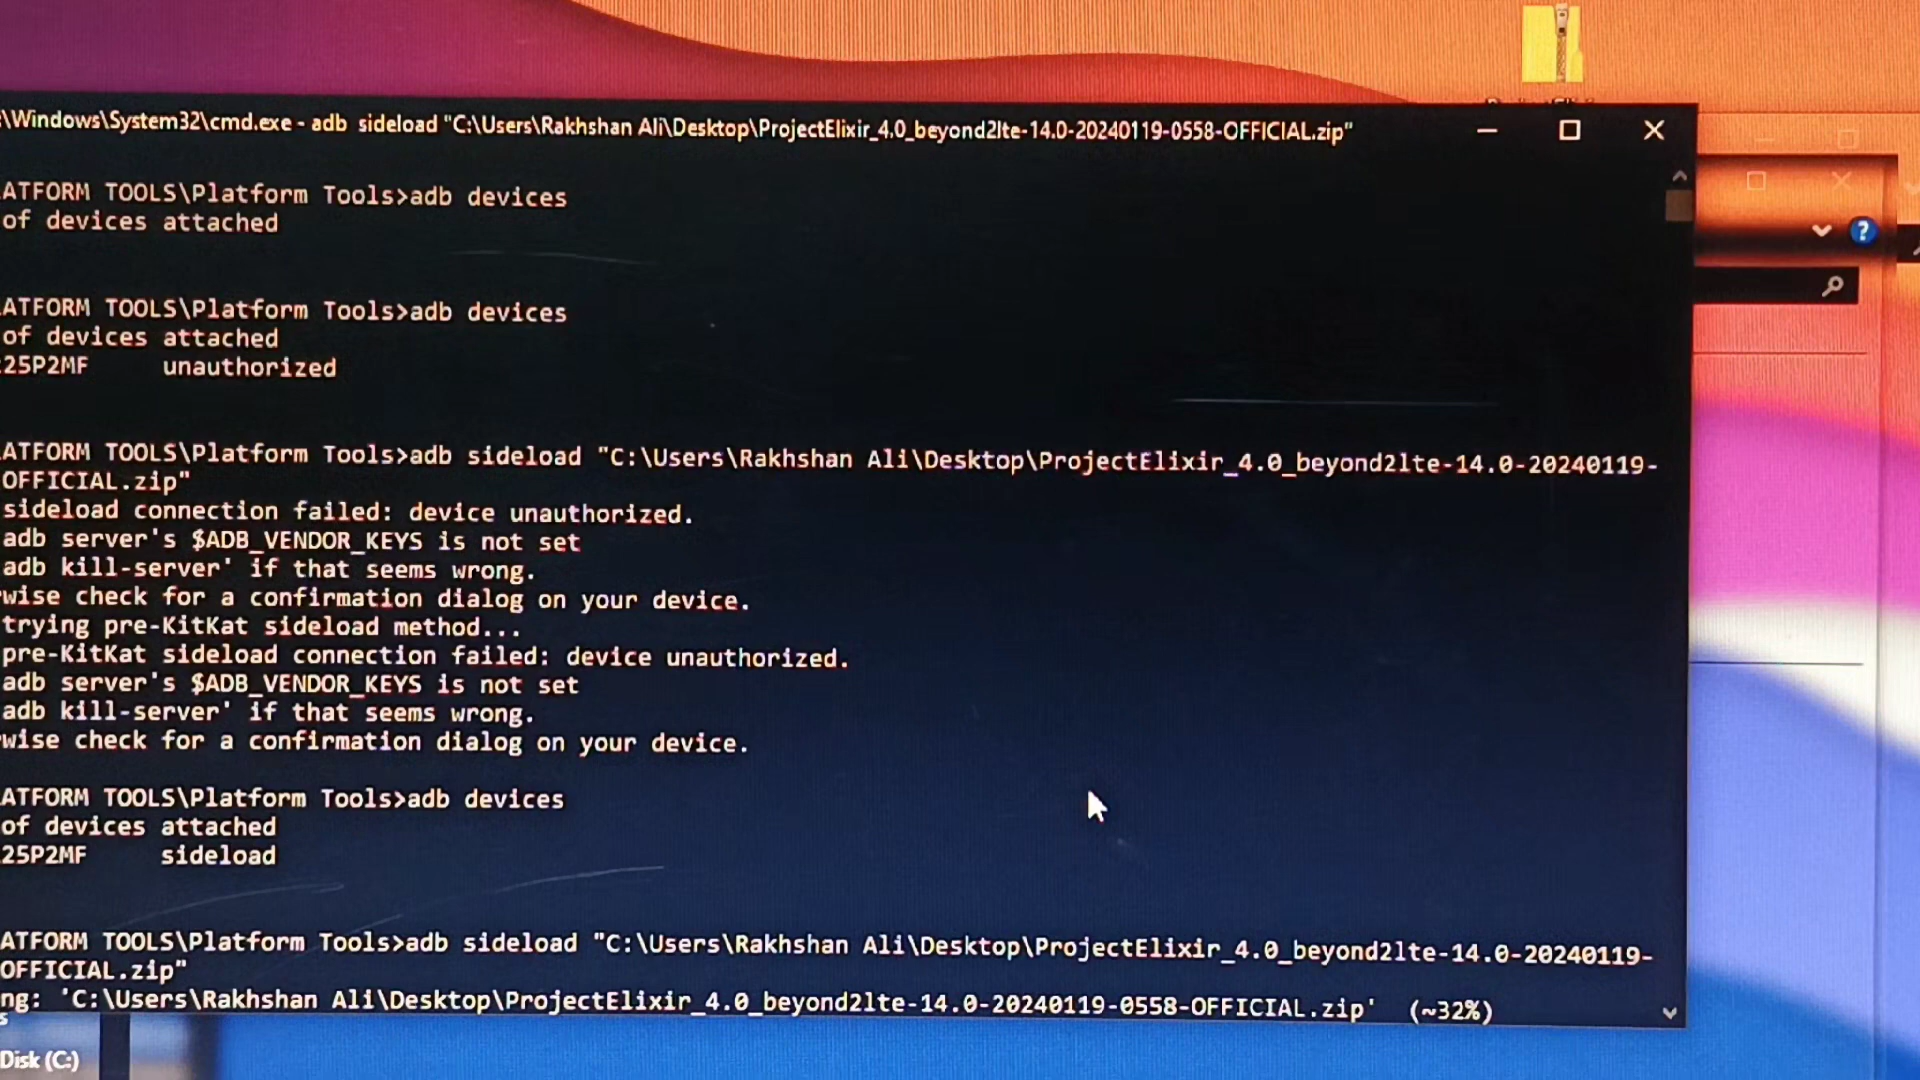 :\Windows\System32\cmd.exe - adb sideload "C:\Users\Rakhshan Ali\Desktop\ProjectElixir_4.0_beyond2lte-14.0-20240119-0558-OFFICIAL.zip"
ATFORM TOOLS\Platform Tools>adb devices
of devices attached
ATFORM TOOLS\Platform Tools>adb devices
of devices attached
25P2MF unauthorized
ATFORM TOOLS\Platform Tools>adb sideload "C:\Users\Rakhshan Ali\Desktop\ProjectElixir_4.0_beyond2lte-14.0-20240119-
OFFICIAL.zip"
sideload connection failed: device unauthorized.
adb server's $ADB_VENDOR_KEYS is not set
adb kill-server' if that seems wrong.
wise check for a confirmation dialog on your device.
trying pre-KitKat sideload method...
pre-KitKat sideload connection failed: device unauthorized.
adb server's $ADB_VENDOR_KEYS is not set
adb kill-server' if that seems wrong.
wise check for a confirmation dialog on your device.
ATFORM TOOLS\Platform Tools>adb devices
of devices attached
25P2MF sideload
ATFORM TOOLS\Platform Tools>adb sideload "C:\Users\Rakhshan Ali\Desktop\ProjectElixir_4.0_beyond2lte-14.0-20240119-
OFFICIAL.zip"
ng: 'C:\Users\Rakhshan Ali\Desktop\ProjectElixir_4.0_beyond2lte-14.0-20240119-0558-OFFICIAL.zip' (~32%)
Disk (C:)